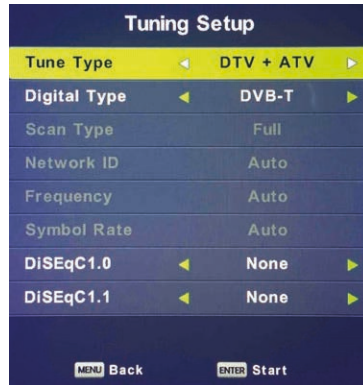 Tuning Setup
Tune Type DTV + ATV
Digital Type DVB-T
Scan Type Full
Network ID Auto
Frequency Auto
Symbol Rate Auto
DiSEqC1.0 None
DiSEqC1.1 None
MENU Back ENTER Start